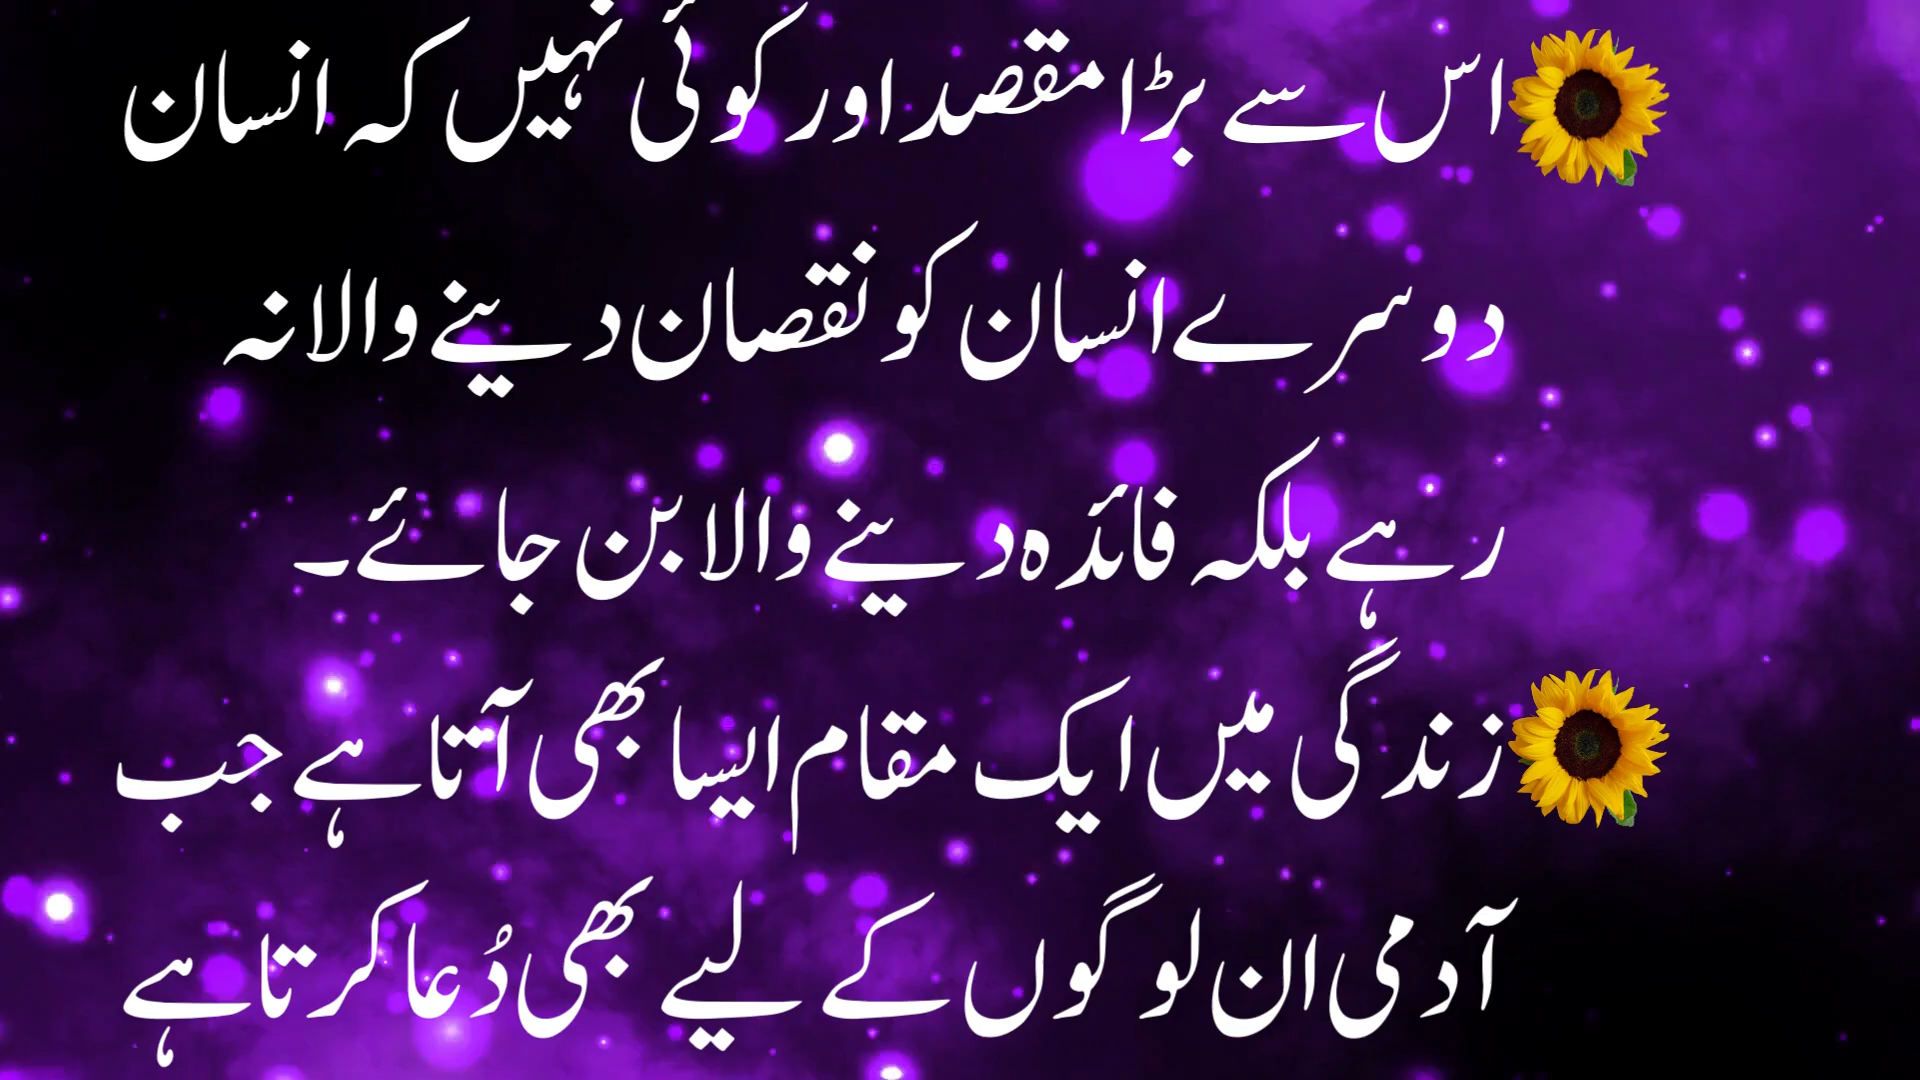 اس سے بڑا مقصد اور کوئی نہیں کہ انسان
دوسرے انسان کو نقصان دینے والا نہ
رہے بلکہ فائدہ دینے والا بن جائے۔
زندگی میں ایک مقام ایسا بھی آتا ہے جب
آدمی ان لوگوں کے لیے بھی دُعا کرتا ہے